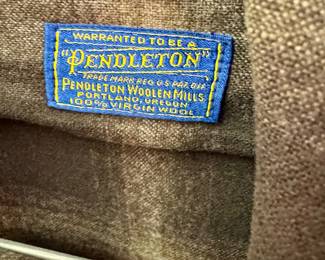 WARRANTED TO BE A
"PENDLETON"
TRADE MARK REG. U.S. PAT. OFF.
PENDLETON WOOLEN MILLS
PORTLAND, OREGON
100% VIRGIN WOOL